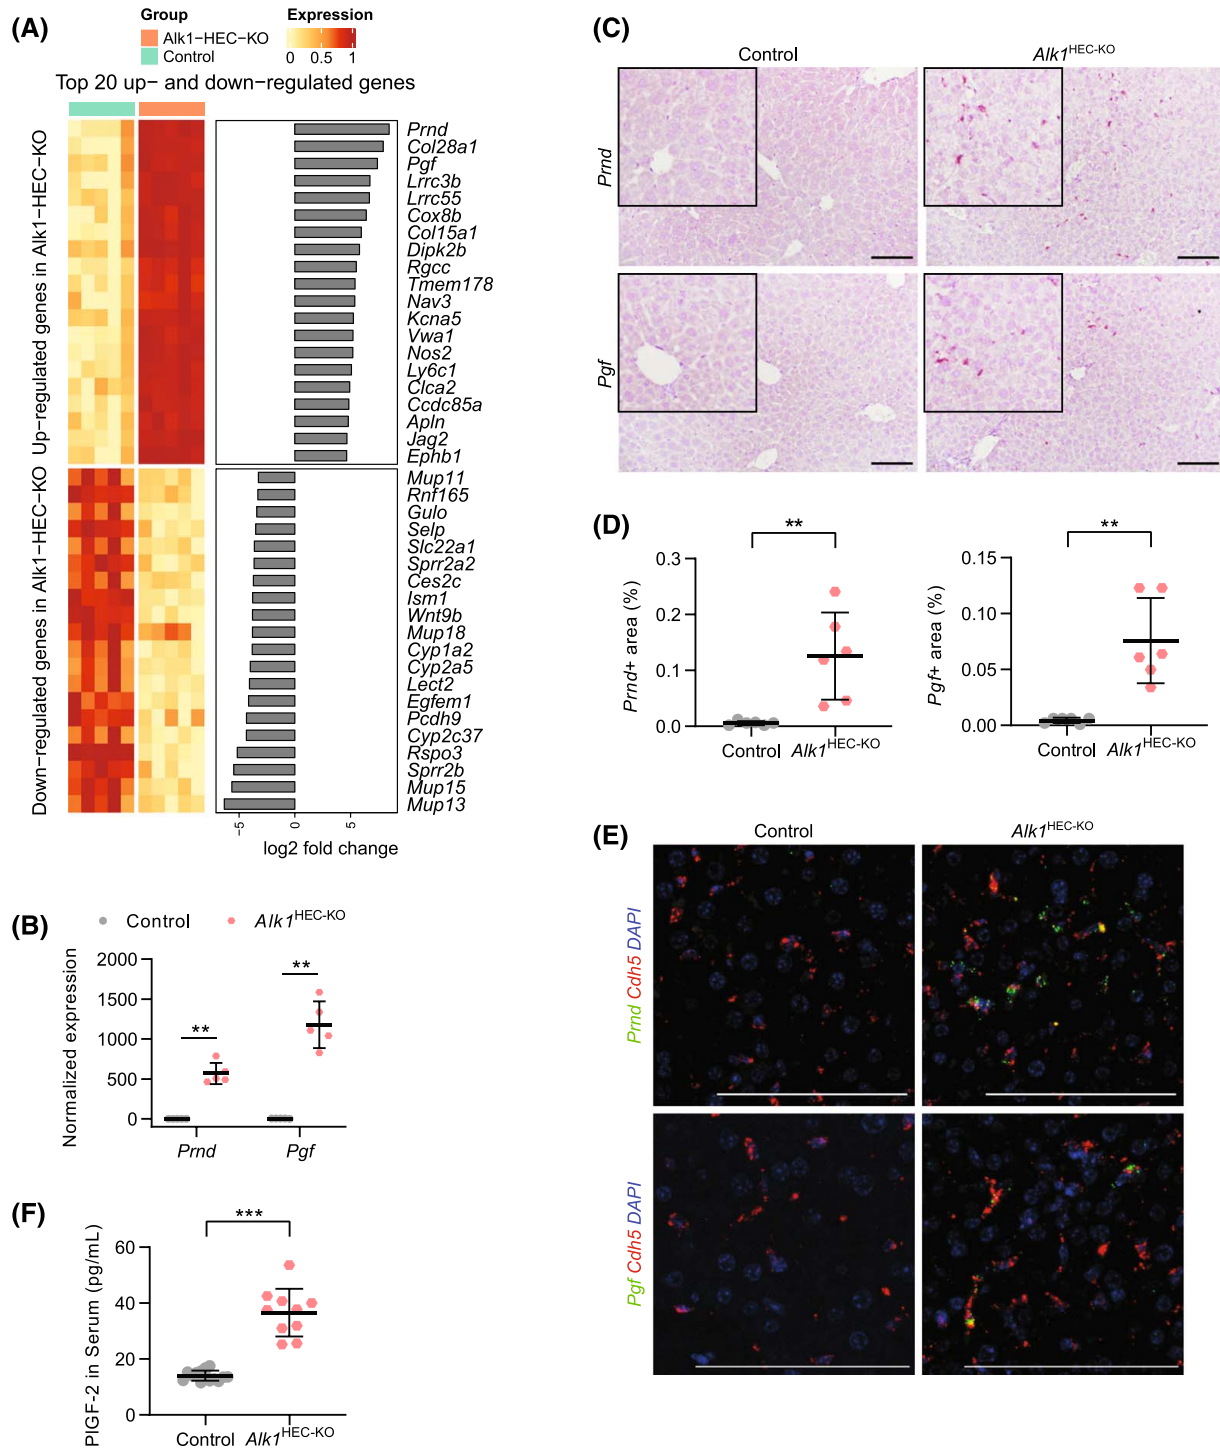 (A)
Group
Alk1−HEC−KO
Control
Expression
0 0.5 1
Top 20 up− and down−regulated genes
Up−regulated genes in Alk1−HEC−KO
Down−regulated genes in Alk1−HEC−KO
Prnd
Col28a1
Pgf
Lrrc3b
Lrrc55
Cox8b
Col15a1
Dipk2b
Rgcc
Tmem178
Nav3
Kcna5
Vwa1
Nos2
Ly6c1
Clca2
Ccdc85a
Apln
Jag2
Ephb1
Mup11
Rnf165
Gulo
Selp
Slc22a1
Sprr2a2
Ces2c
Ism1
Wnt9b
Mup18
Cyp1a2
Cyp2a5
Lect2
Egfem1
Pcdh9
Cyp2c37
Rspo3
Sprr2b
Mup15
Mup13
−5 0 5
log2 fold change
(B)
Control Alk1HEC-KO
Normalized expression
2000
1500
1000
500
0
**
**
Prnd Pgf
(C)
Control Alk1HEC-KO
Prnd
Pgf
(D)
Prnd+ area (%)
0.3
0.2
0.1
0.0
**
Control Alk1HEC-KO
Pgf+ area (%)
0.15
0.10
0.05
0.00
**
Control Alk1HEC-KO
(E)
Control Alk1HEC-KO
Prnd Cdh5 DAPI
Pgf Cdh5 DAPI
(F)
PlGF-2 in Serum (pg/mL)
60
40
20
0
***
Control Alk1HEC-KO